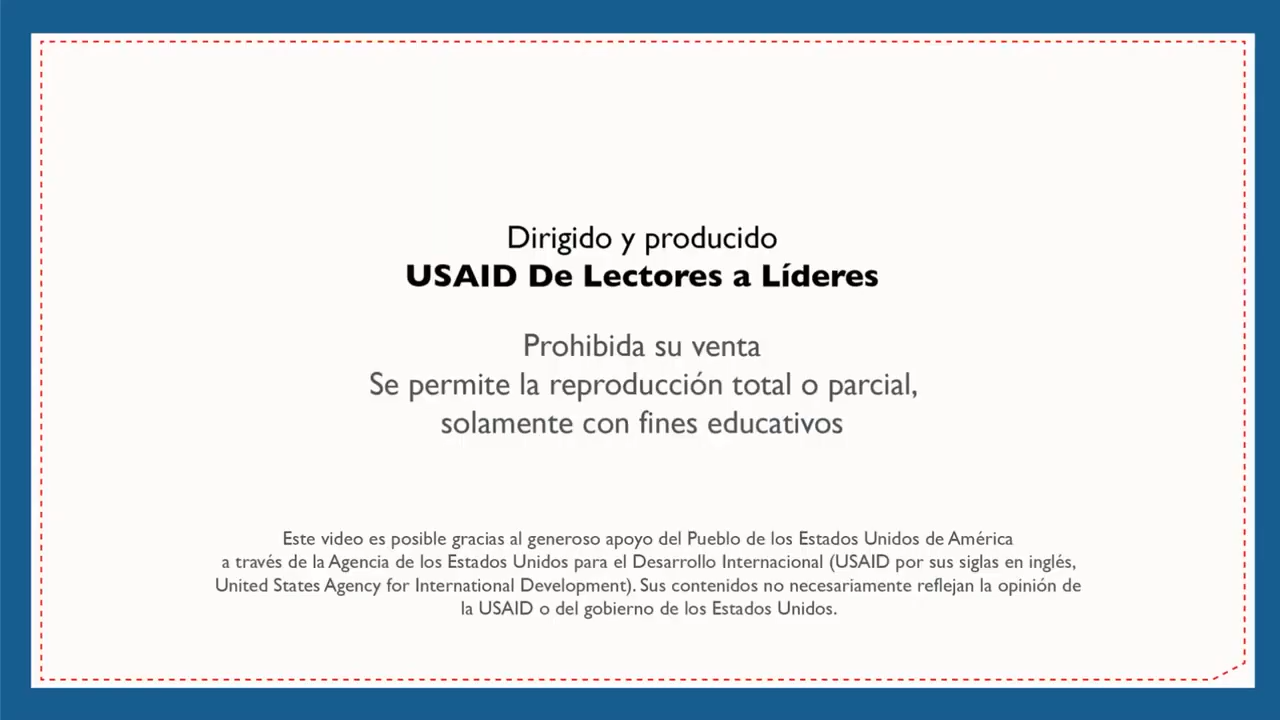 Dirigido y producido
USAID De Lectores a Líderes
Prohibida su venta
Se permite la reproducción total o parcial,
solamente con fines educativos
Este video es posible gracias al generoso apoyo del Pueblo de los Estados Unidos de América
a través de la Agencia de los Estados Unidos para el Desarrollo Internacional (USAID por sus siglas en inglés,
United States Agency for International Development). Sus contenidos no necesariamente reflejan la opinión de
la USAID o del gobierno de los Estados Unidos.